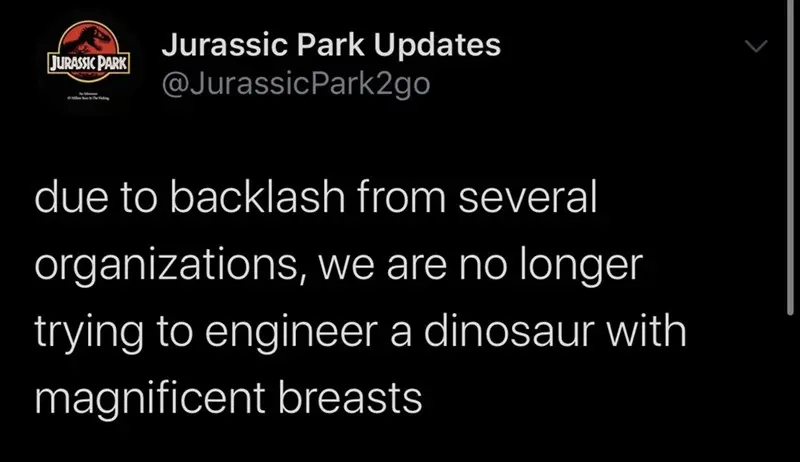 JURASSIC PARK
Jurassic Park Updates
@JurassicPark2go
due to backlash from several
organizations, we are no longer
trying to engineer a dinosaur with
magnificent breasts